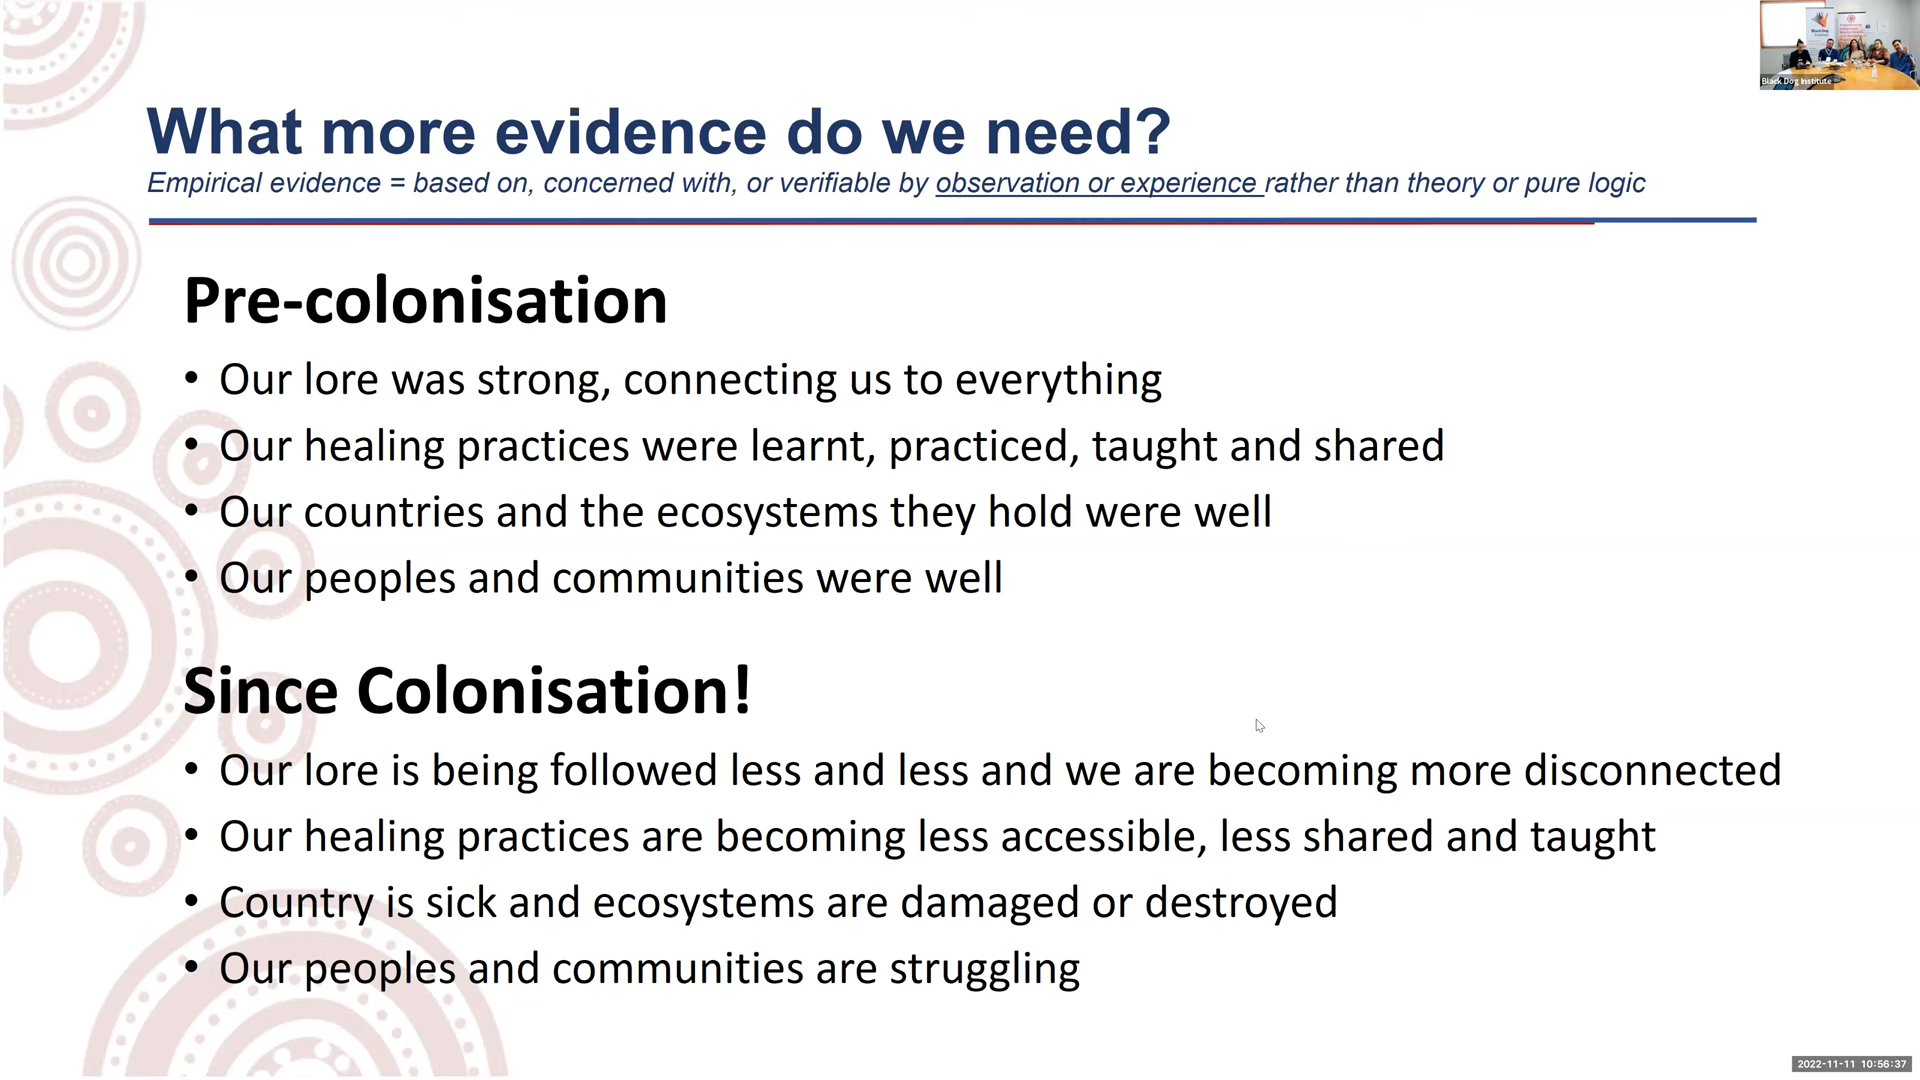 Black Dog Institute
What more evidence do we need?
Empirical evidence = based on, concerned with, or verifiable by observation or experience rather than theory or pure logic
Pre-colonisation
• Our lore was strong, connecting us to everything
• Our healing practices were learnt, practiced, taught and shared
• Our countries and the ecosystems they hold were well
• Our peoples and communities were well
Since Colonisation!
• Our lore is being followed less and less and we are becoming more disconnected
• Our healing practices are becoming less accessible, less shared and taught
• Country is sick and ecosystems are damaged or destroyed
• Our peoples and communities are struggling
2022-11-11 10:56:37